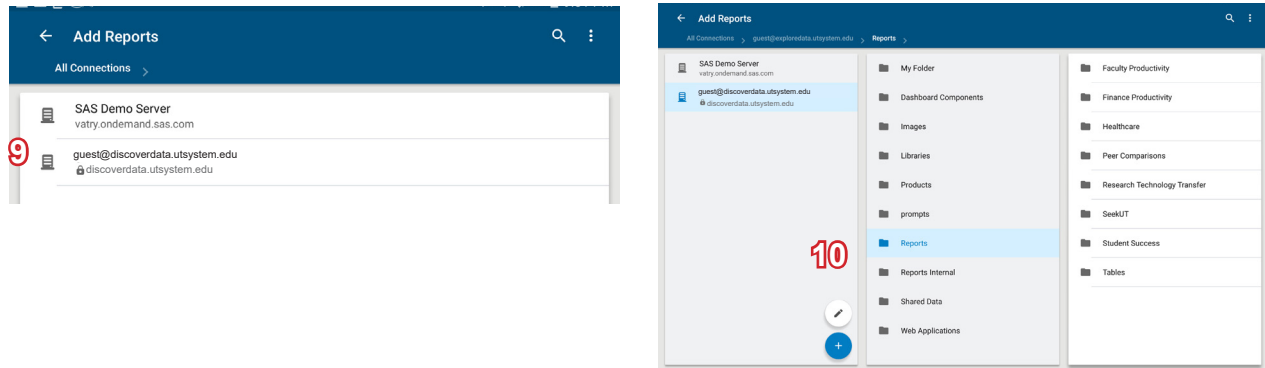 Add Reports
All Connections
SAS Demo Server
vatry.ondemand.sas.com
9
guest@discoverdata.utsystem.edu
discoverdata.utsystem.edu
Add Reports
All Connections guest@exploredata.utsystem.edu Reports
SAS Demo Server
vatry.ondemand.sas.com
guest@discoverdata.utsystem.edu
discoverdata.utsystem.edu
10
My Folder
Dashboard Components
Images
Libraries
Products
prompts
Reports
Reports Internal
Shared Data
Web Applications
Faculty Productivity
Finance Productivity
Healthcare
Peer Comparisons
Research Technology Transfer
SeekUT
Student Success
Tables